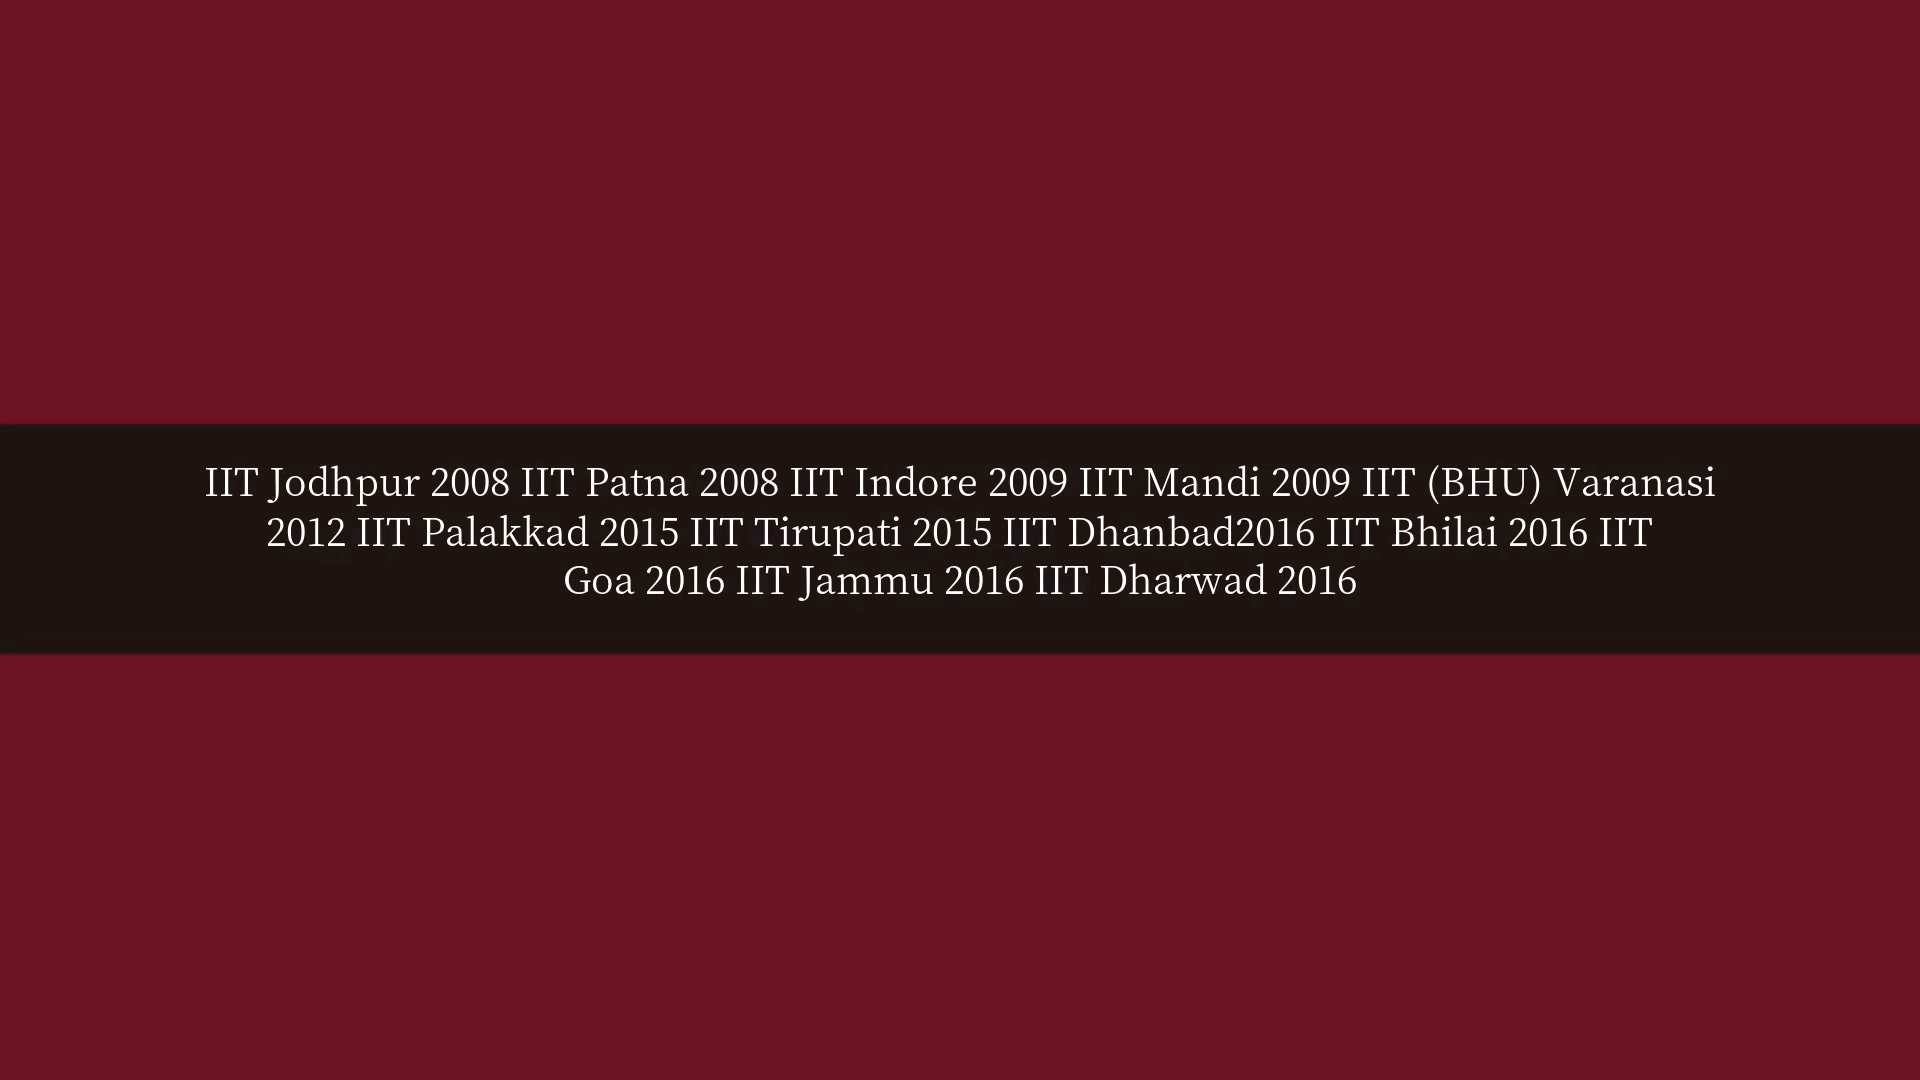 IIT Jodhpur 2008 IIT Patna 2008 IIT Indore 2009 IIT Mandi 2009 IIT (BHU) Varanasi
2012 IIT Palakkad 2015 IIT Tirupati 2015 IIT Dhanbad2016 IIT Bhilai 2016 IIT
Goa 2016 IIT Jammu 2016 IIT Dharwad 2016